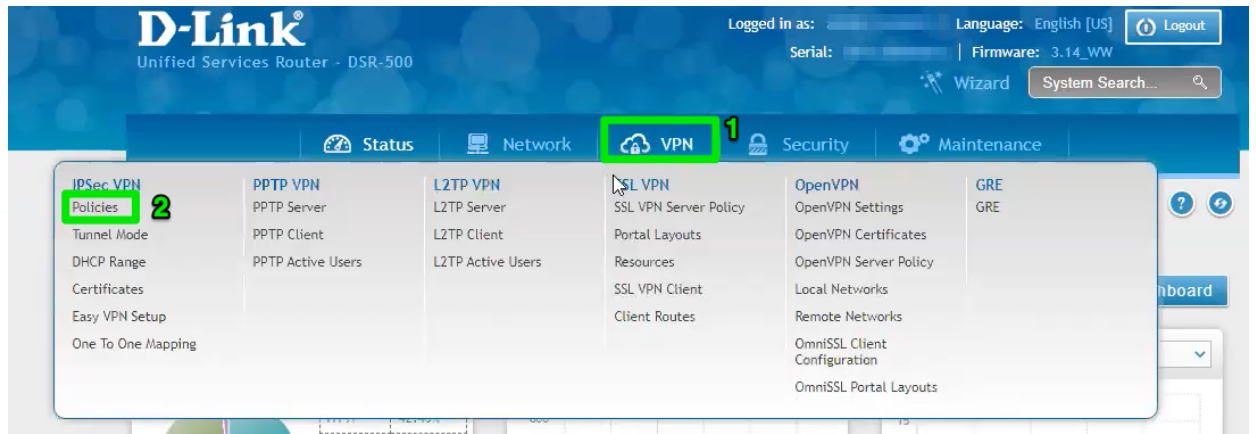 D-Link®
Unified Services Router - DSR-500
Logged in as:
Language: English [US]
Logout
Serial:
| Firmware: 3.14_WW
Wizard
System Search...
Status
Network
VPN
1
Security
Maintenance
IPSec VPN
Policies
2
Tunnel Mode
DHCP Range
Certificates
Easy VPN Setup
One To One Mapping
PPTP VPN
PPTP Server
PPTP Client
PPTP Active Users
L2TP VPN
L2TP Server
L2TP Client
L2TP Active Users
SSL VPN
SSL VPN Server Policy
Portal Layouts
Resources
SSL VPN Client
Client Routes
OpenVPN
OpenVPN Settings
OpenVPN Certificates
OpenVPN Server Policy
Local Networks
Remote Networks
OmniSSL Client
Configuration
OmniSSL Portal Layouts
GRE
GRE
?
hboard